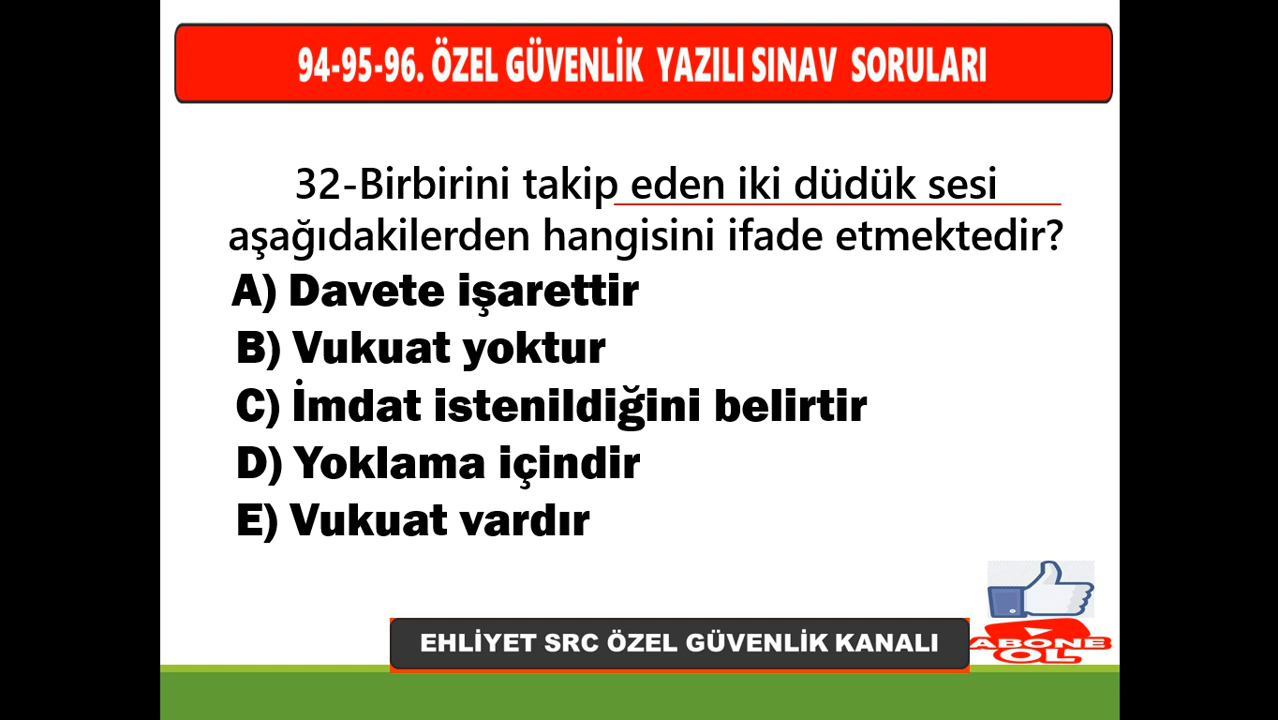 94-95-96. ÖZEL GÜVENLİK YAZILI SINAV SORULARI
32-Birbirini takip eden iki düdük sesi
aşağıdakilerden hangisini ifade etmektedir?
A) Davete işarettir
B) Vukuat yoktur
C) İmdat istenildiğini belirtir
D) Yoklama içindir
E) Vukuat vardır
EHLİYET SRC ÖZEL GÜVENLİK KANALI
ABONE
OL